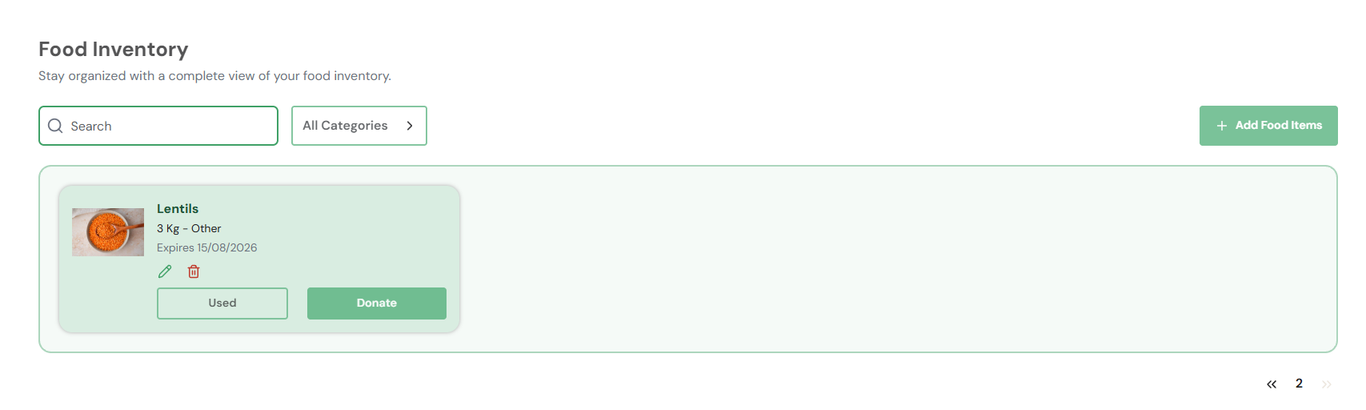 Food Inventory
Stay organized with a complete view of your food inventory.
Search
All Categories
+ Add Food Items
Lentils
3 Kg - Other
Expires 15/08/2026
Used
Donate
« 2 »